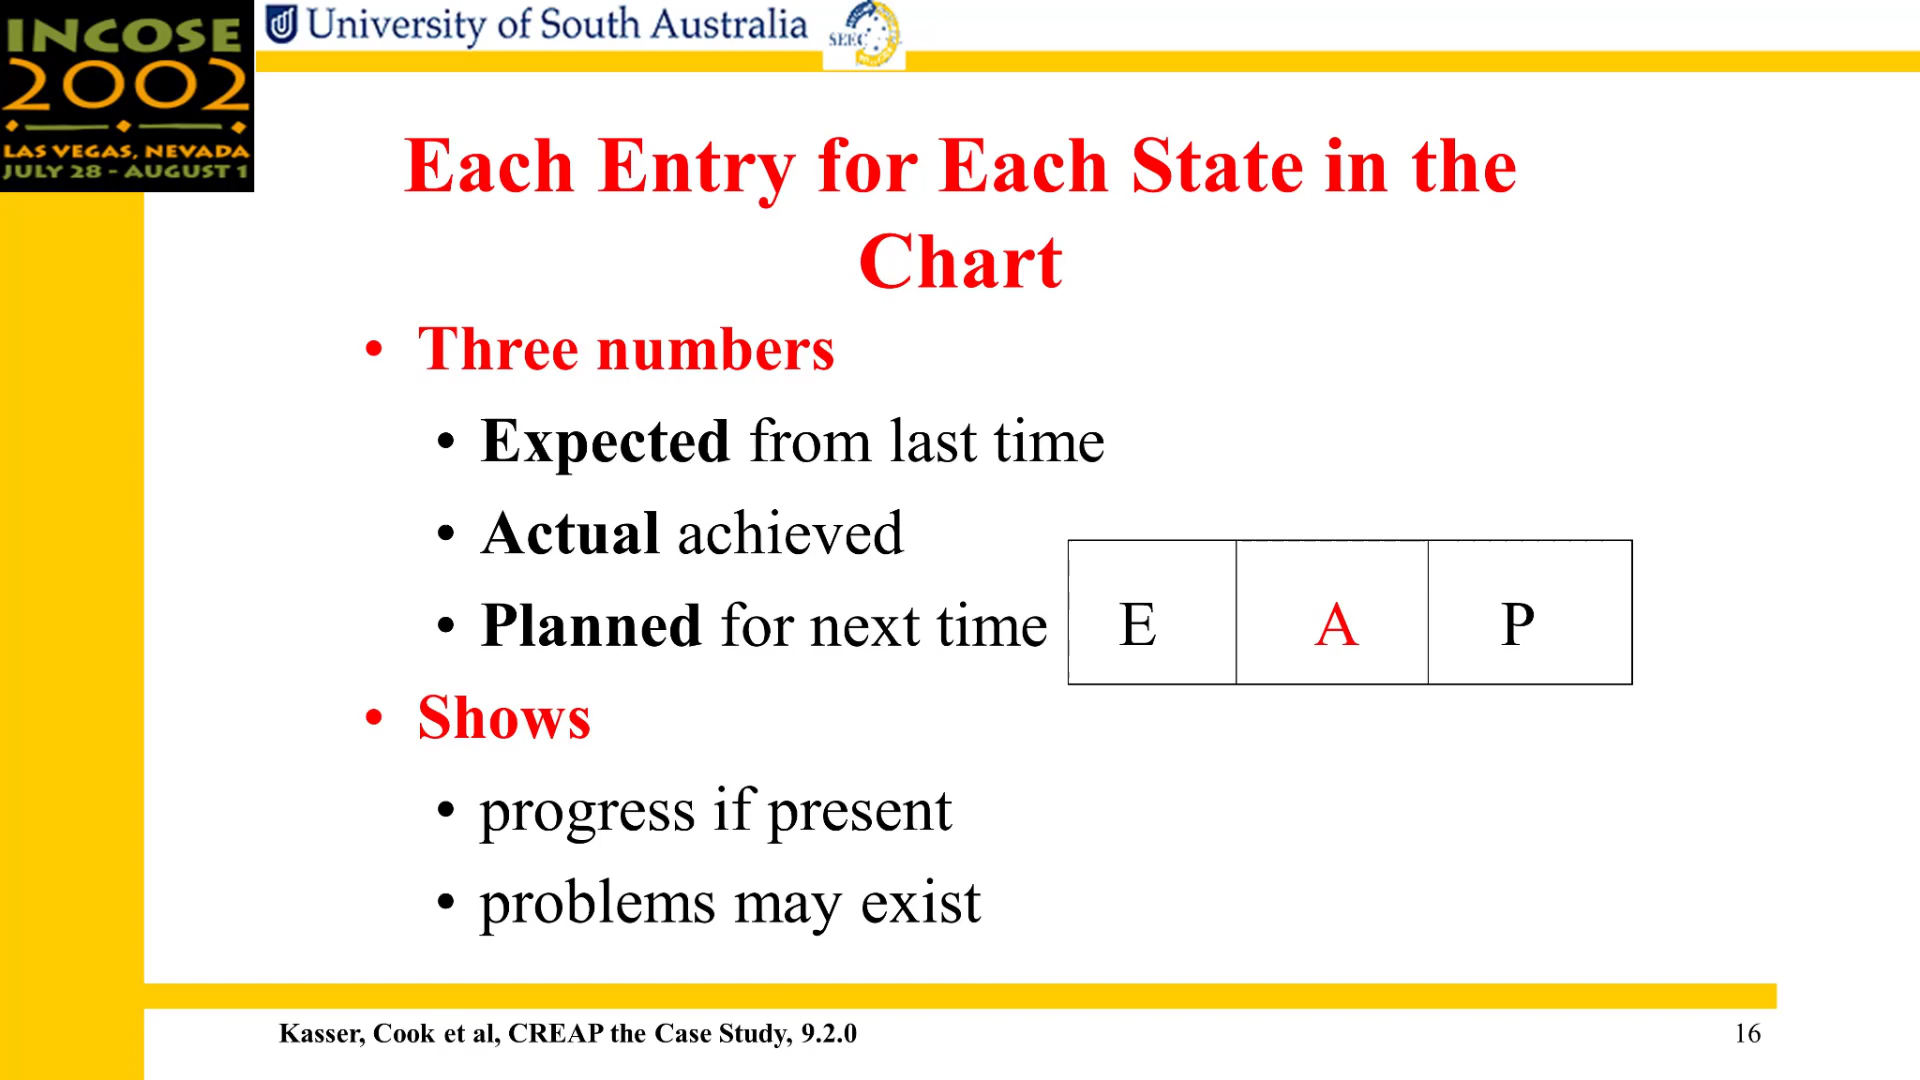 INCOSE
2002
LAS VEGAS, NEVADA
JULY 28 - AUGUST 1
University of South Australia
SEEC
Each Entry for Each State in the
Chart
• Three numbers
• Expected from last time
• Actual achieved
• Planned for next time
E A P
• Shows
• progress if present
• problems may exist
Kasser, Cook et al, CREAP the Case Study, 9.2.0
16